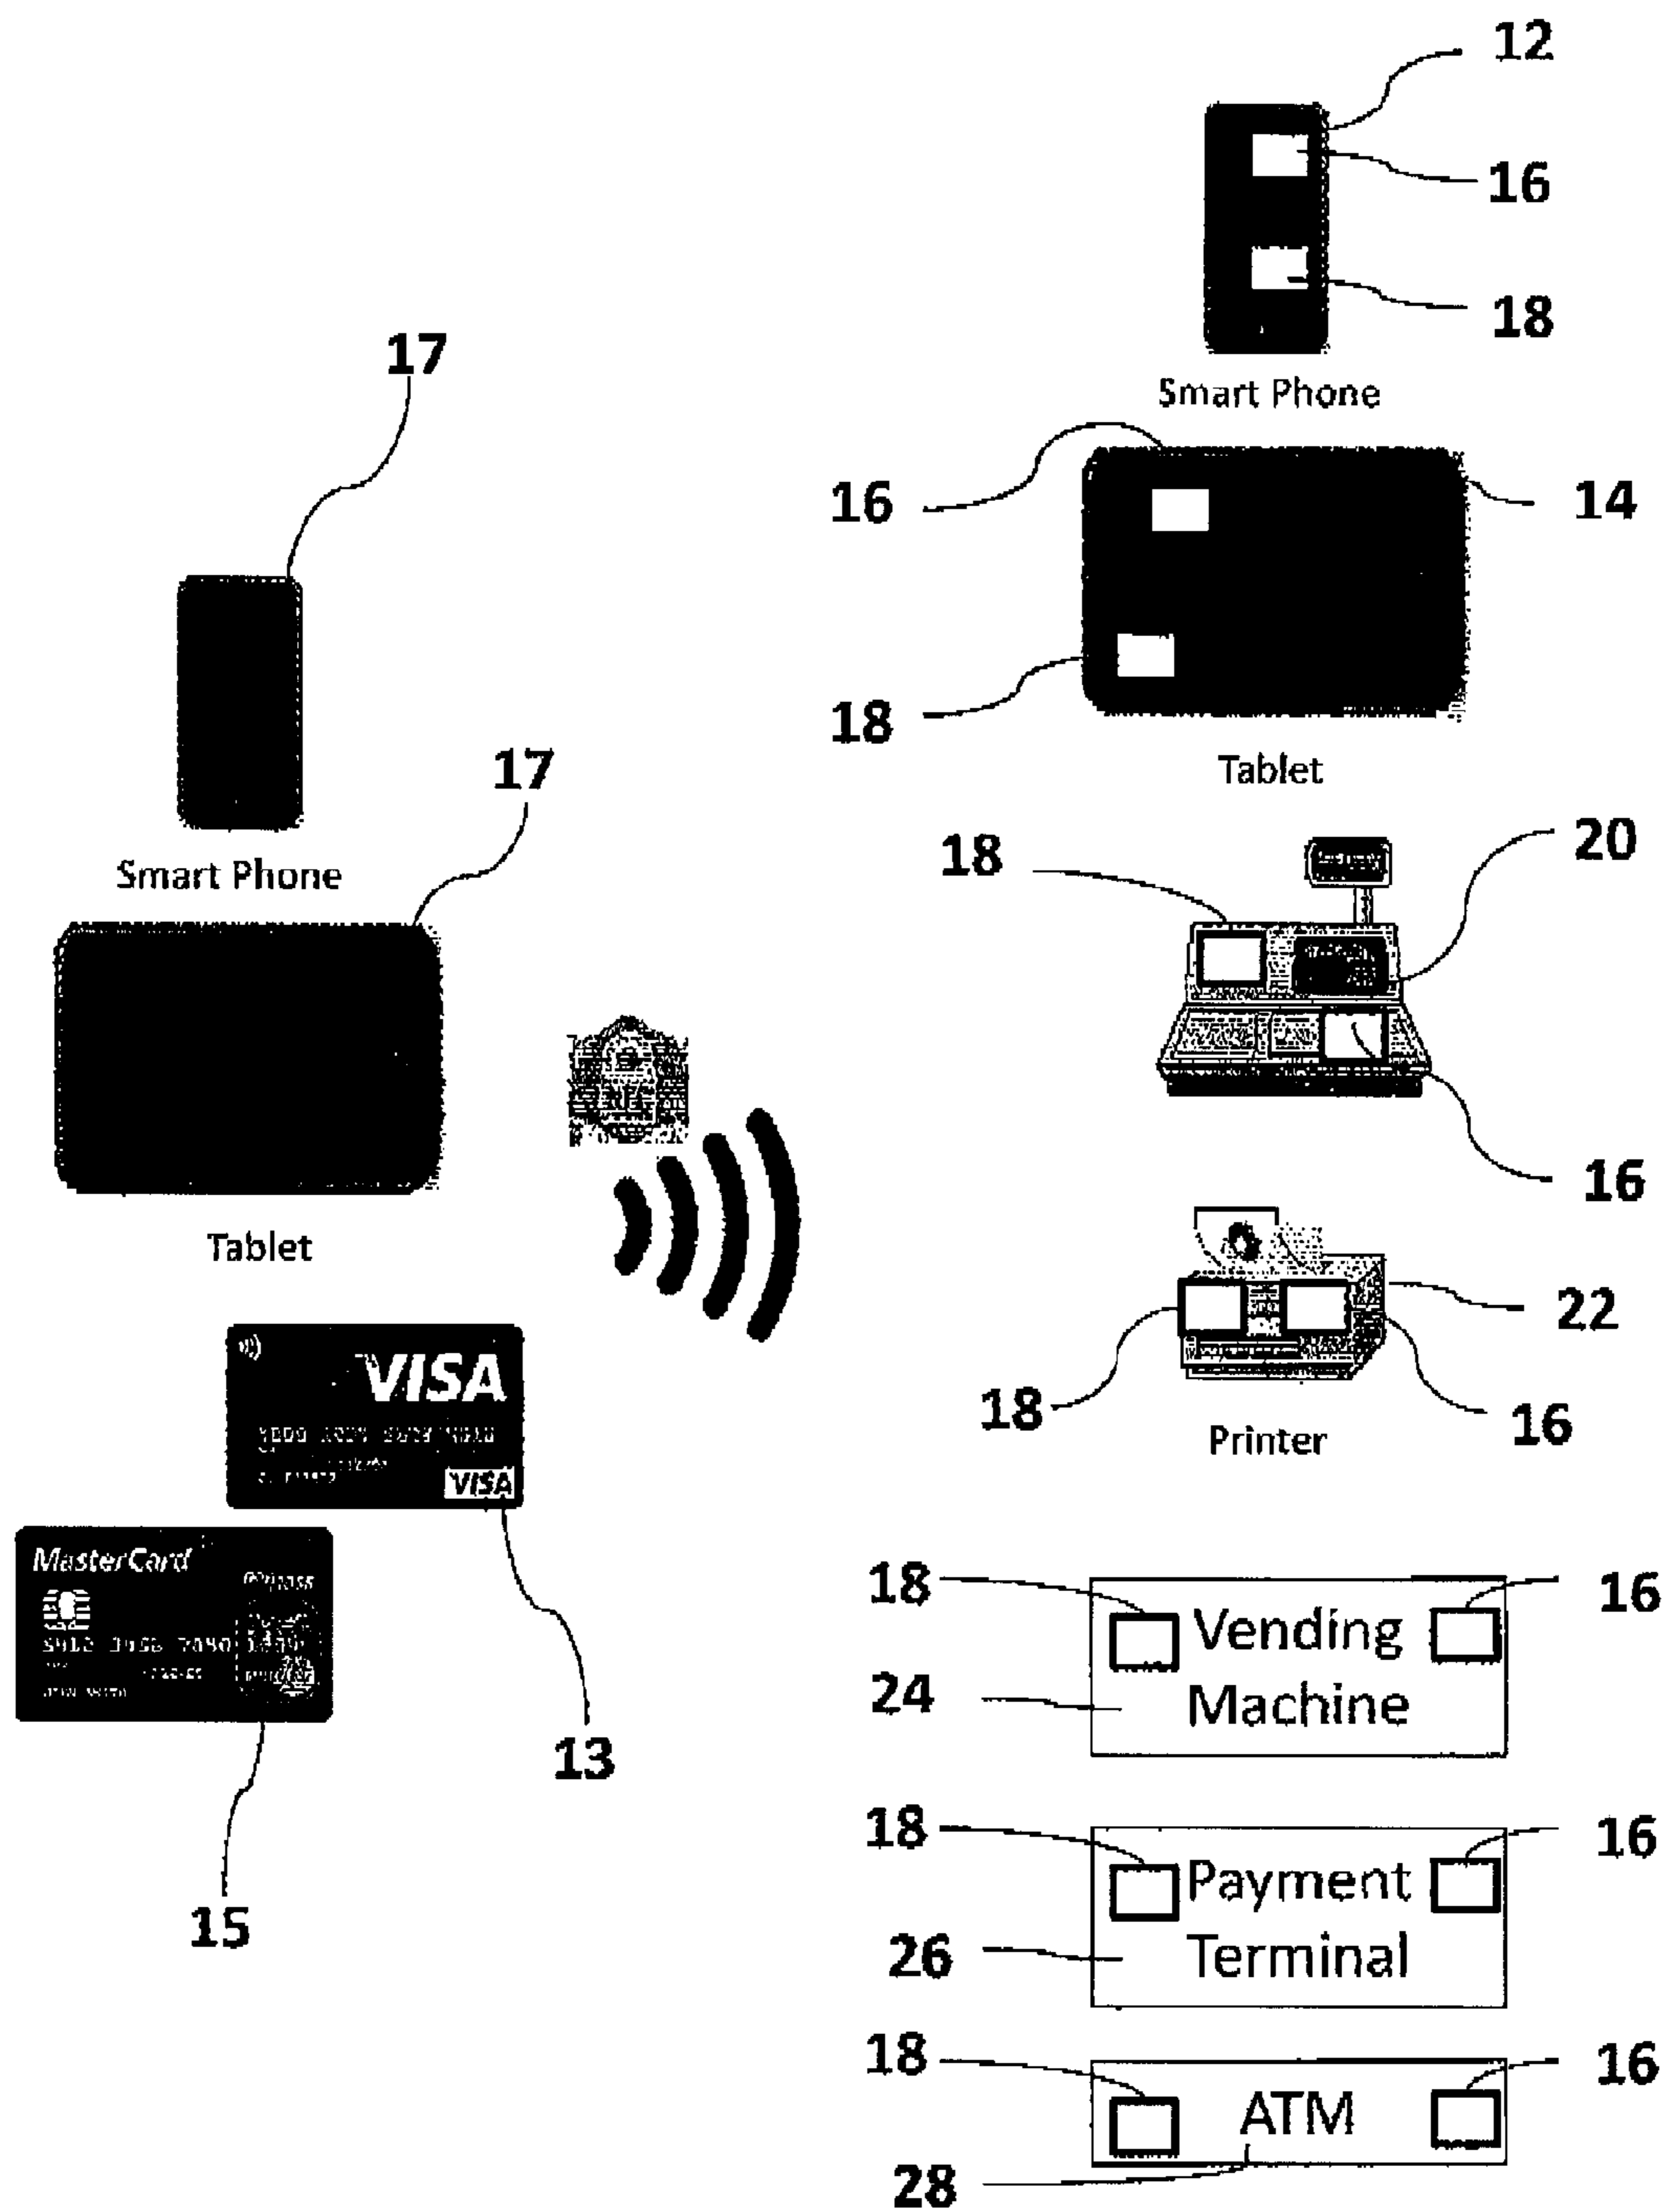 12
16
18
Smart Phone
17
16
14
18
Tablet
17
Smart Phone
18
20
16
Tablet
22
18
16
Printer
VISA
VISA
MasterCard
13
15
18
16
Vending
Machine
24
18
16
Payment
Terminal
26
18
16
ATM
28